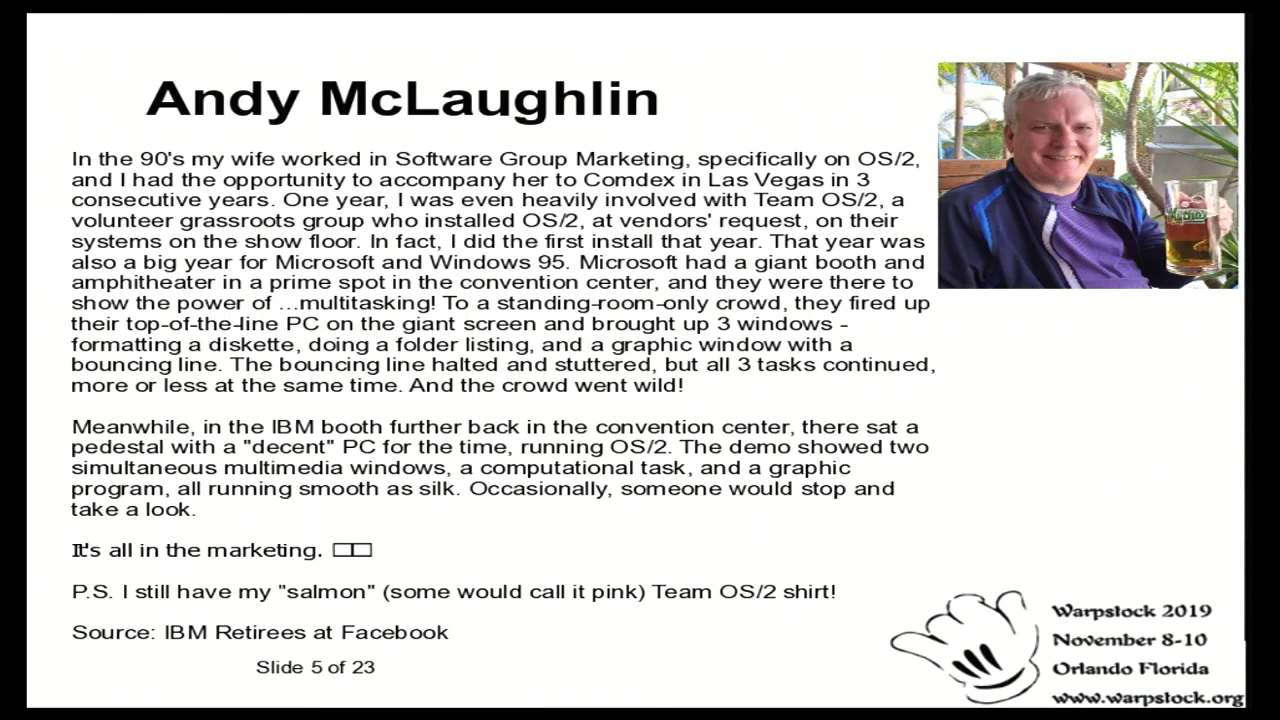 Andy McLaughlin
In the 90's my wife worked in Software Group Marketing, specifically on OS/2,
and I had the opportunity to accompany her to Comdex in Las Vegas in 3
consecutive years. One year, I was even heavily involved with Team OS/2, a
volunteer grassroots group who installed OS/2, at vendors' request, on their
systems on the show floor. In fact, I did the first install that year. That year was
also a big year for Microsoft and Windows 95. Microsoft had a giant booth and
amphitheater in a prime spot in the convention center, and they were there to
show the power of ...multitasking! To a standing-room-only crowd, they fired up
their top-of-the-line PC on the giant screen and brought up 3 windows -
formatting a diskette, doing a folder listing, and a graphic window with a
bouncing line. The bouncing line halted and stuttered, but all 3 tasks continued,
more or less at the same time. And the crowd went wild!
Meanwhile, in the IBM booth further back in the convention center, there sat a
pedestal with a "decent" PC for the time, running OS/2. The demo showed two
simultaneous multimedia windows, a computational task, and a graphic
program, all running smooth as silk. Occasionally, someone would stop and
take a look.
It's all in the marketing. □□
P.S. I still have my "salmon" (some would call it pink) Team OS/2 shirt!
Source: IBM Retirees at Facebook
Slide 5 of 23
Mythos
Warpstock 2019
November 8-10
Orlando Florida
www.warpstock.org